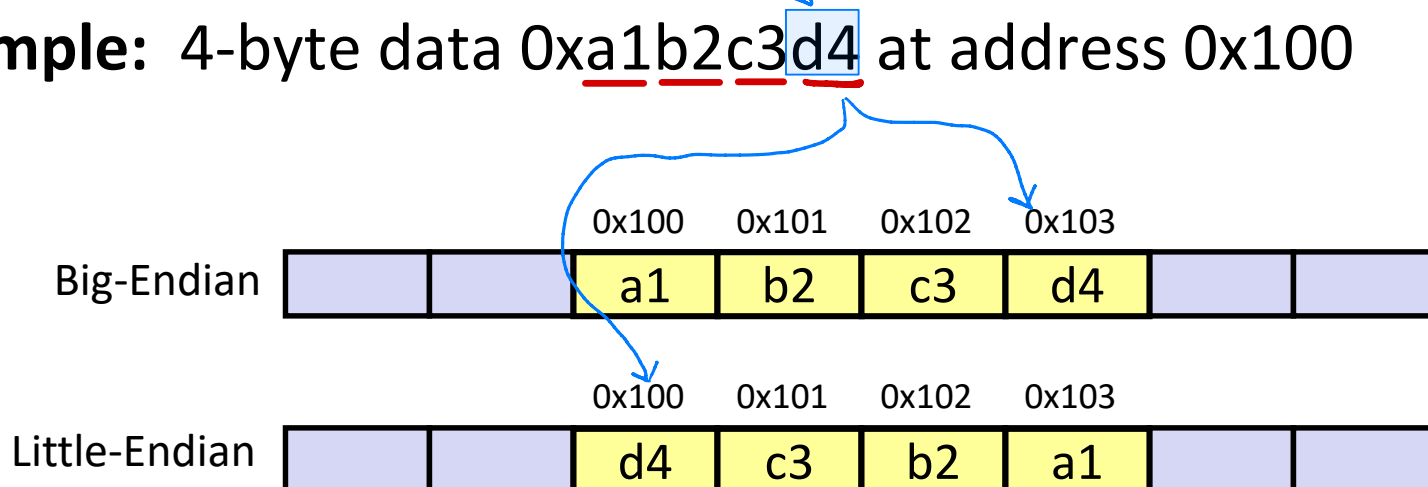 mple: 4-byte data 0xa1b2c3d4 at address 0x100
0x100 0x101 0x102 0x103
Big-Endian a1 b2 c3 d4
0x100 0x101 0x102 0x103
Little-Endian d4 c3 b2 a1